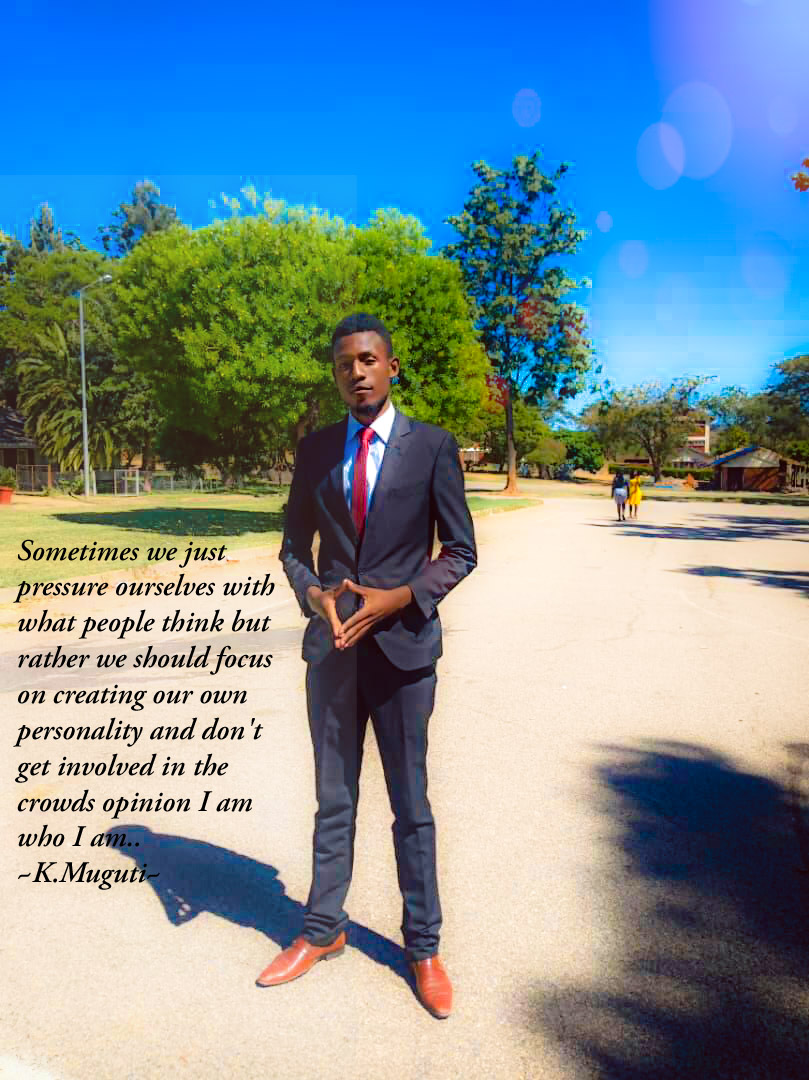 Sometimes we just
pressure ourselves with
what people think but
rather we should focus
on creating our own
personality and don't
get involved in the
crowds opinion I am
who I am..
~K.Muguti~